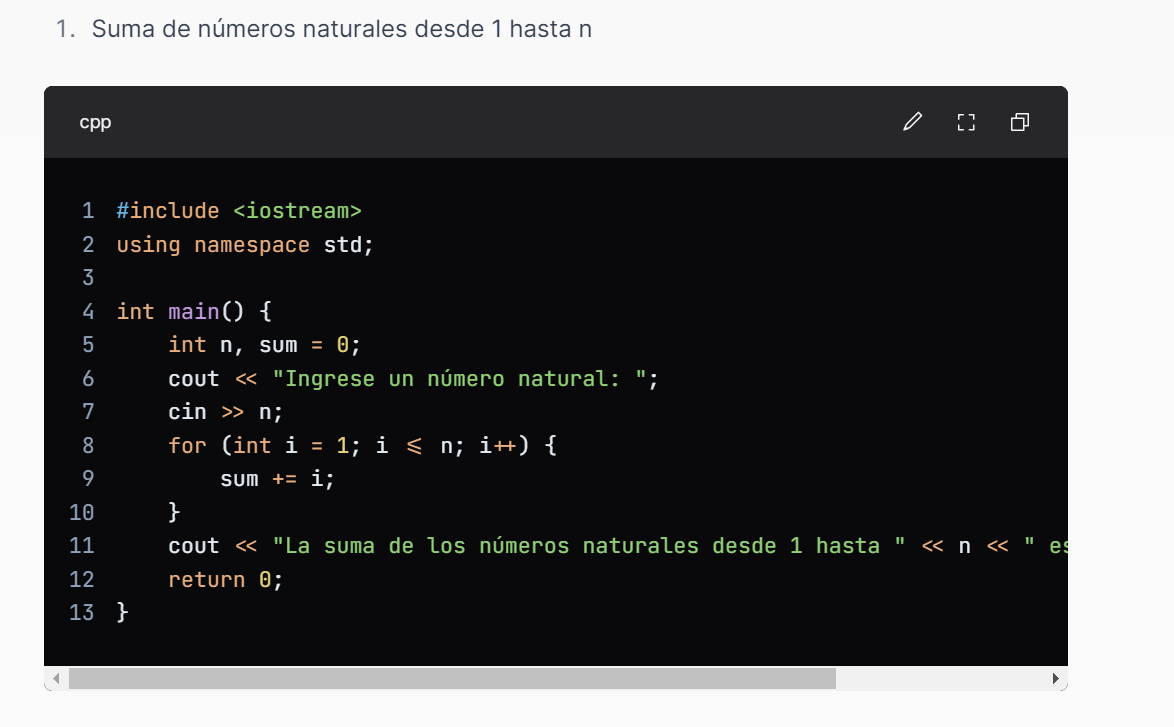 1. Suma de números naturales desde 1 hasta n
cpp
1 #include <iostream>
2 using namespace std;
3
4 int main() {
5     int n, sum = 0;
6     cout << "Ingrese un número natural: ";
7     cin >> n;
8     for (int i = 1; i <= n; i++) {
9         sum += i;
10     }
11     cout << "La suma de los números naturales desde 1 hasta " << n << " es
12     return 0;
13 }